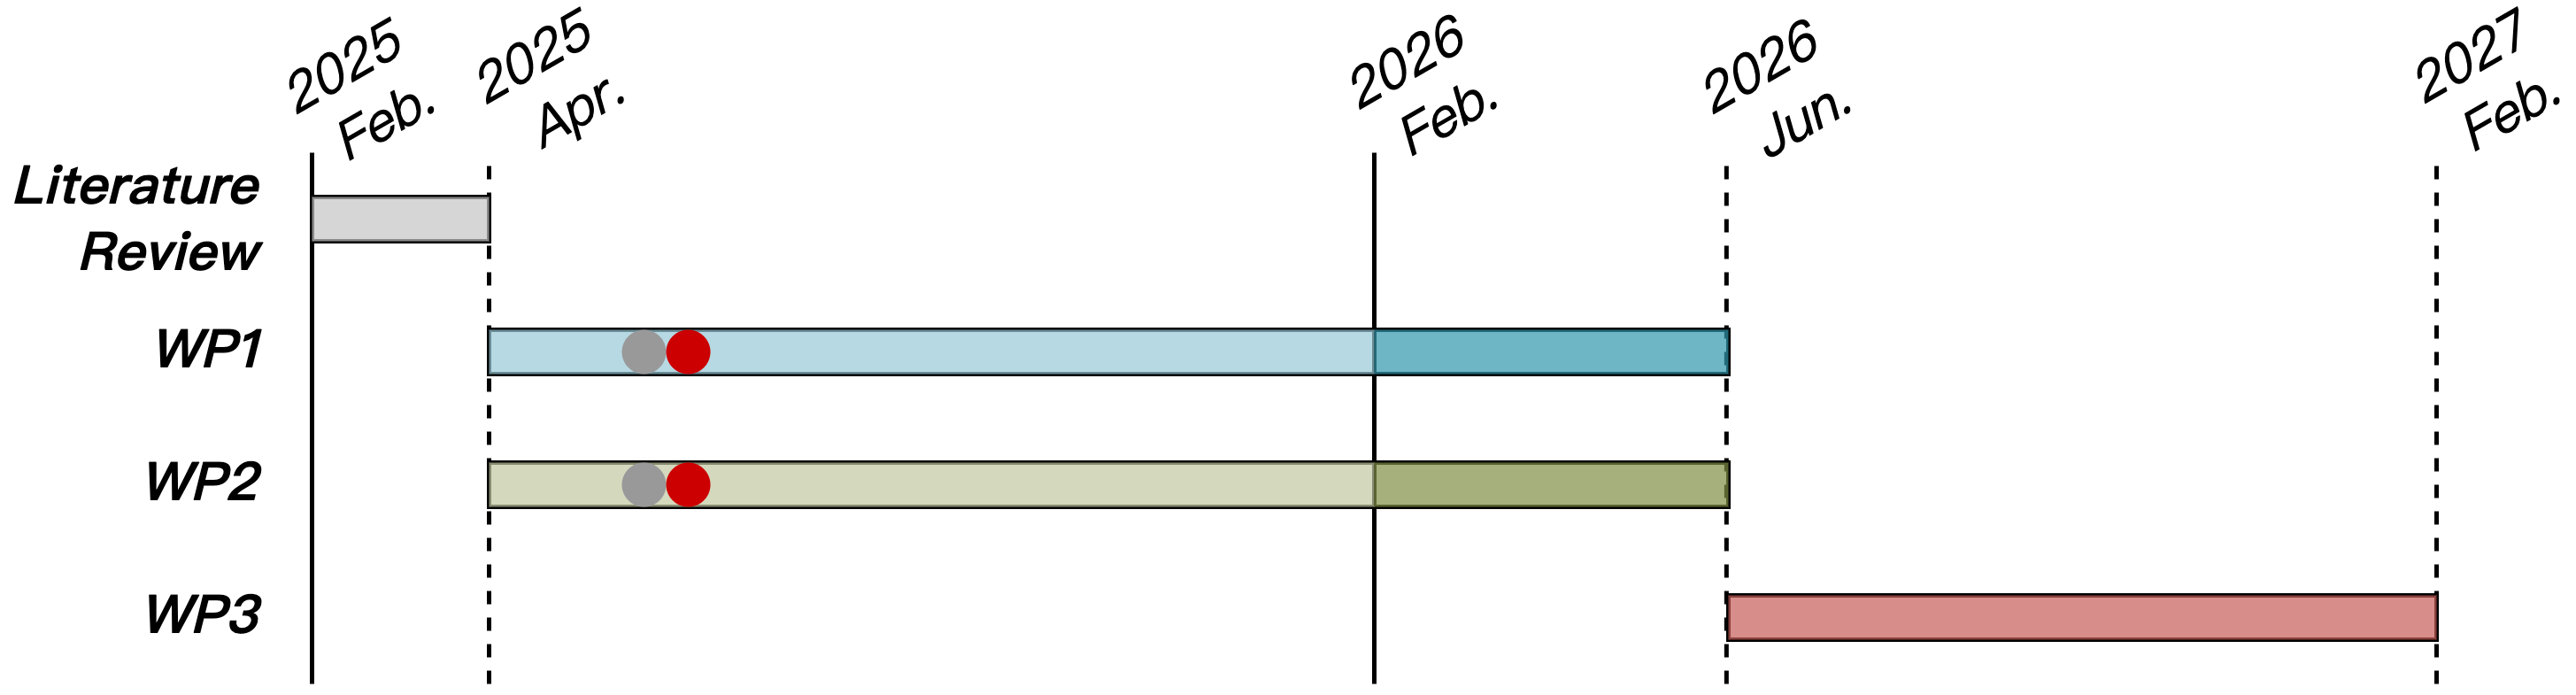 2025
Feb.
2025
Apr.
2026
Feb.
2026
Jun.
2027
Feb.
Literature
Review
WP1
WP2
WP3